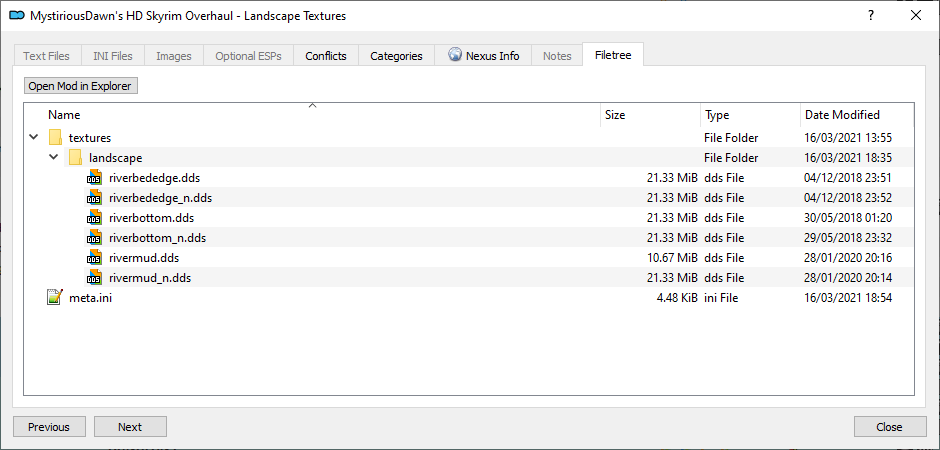 MystiriousDawn's HD Skyrim Overhaul - Landscape Textures
Text Files INI Files Images Optional ESPs Conflicts Categories Nexus Info Notes Filetree
Open Mod in Explorer
Name Size Type Date Modified
textures File Folder 16/03/2021 13:55
landscape File Folder 16/03/2021 18:35
riverbededge.dds 21.33 MiB dds File 04/12/2018 23:51
riverbededge_n.dds 21.33 MiB dds File 04/12/2018 23:52
riverbottom.dds 21.33 MiB dds File 30/05/2018 01:20
riverbottom_n.dds 21.33 MiB dds File 29/05/2018 23:32
rivermud.dds 10.67 MiB dds File 28/01/2020 20:16
rivermud_n.dds 21.33 MiB dds File 28/01/2020 20:14
meta.ini 4.48 KiB ini File 16/03/2021 18:54
Previous Next Close